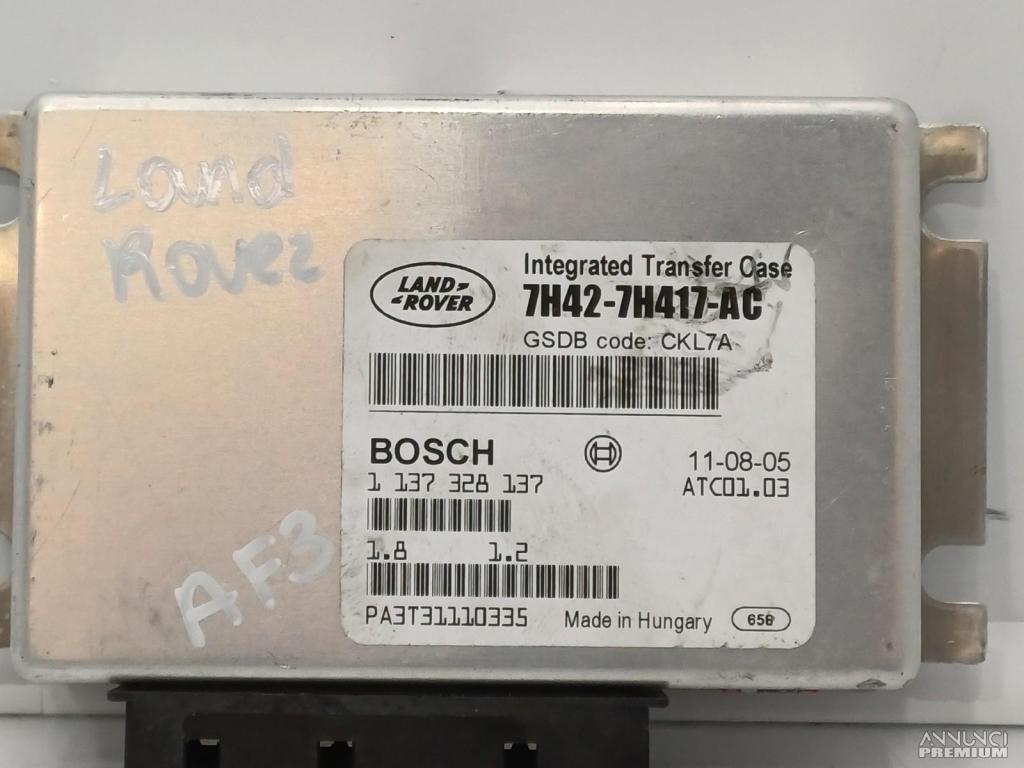 Land
Rover
LAND-
-ROVER
Integrated Transfer Case
7H42-7H417-AC
GSDB code: CKL7A
BOSCH
11-08-05
1 137 328 137
ATC01.03
1.8 1.2
PA3T31110335
Made in Hungary
656
AF3
ANNUNCI
PREMIUM